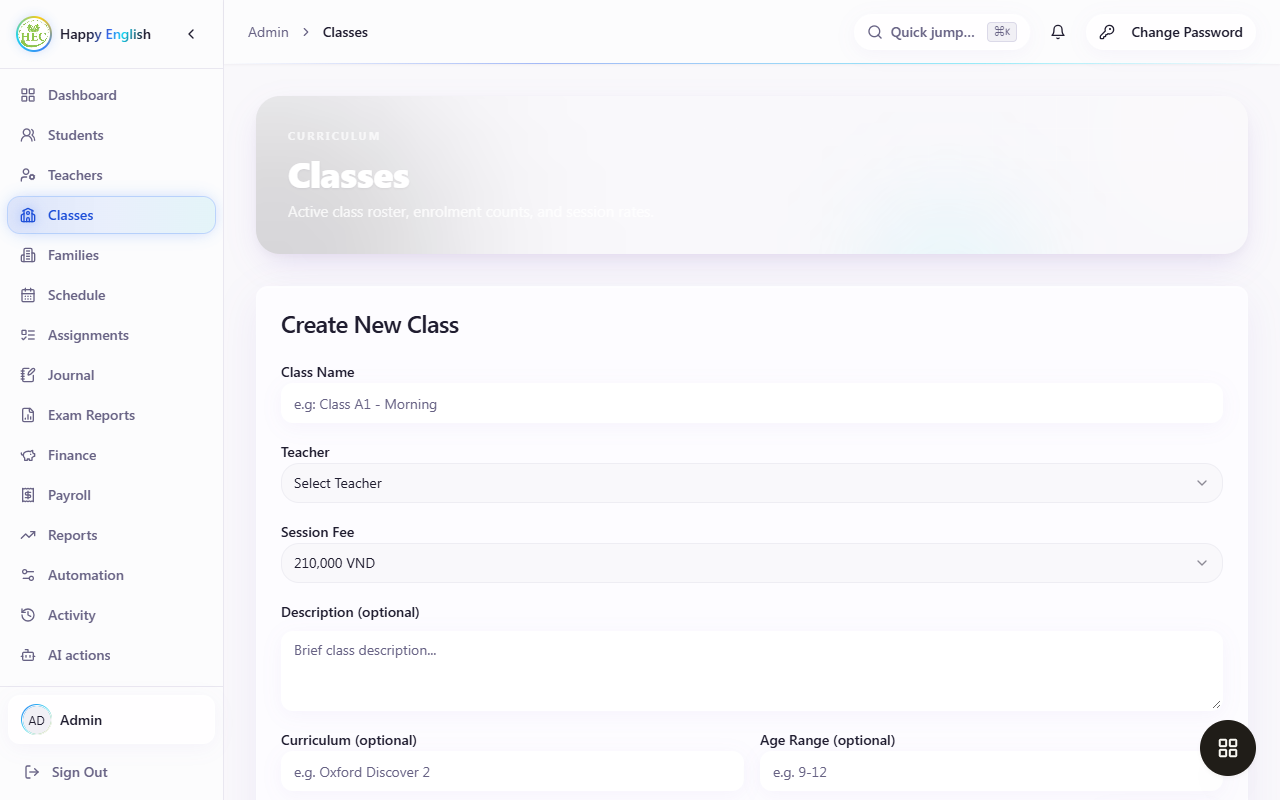 HEC
Happy English
Admin
Classes
Quick jump...
⌘K
Change Password
Dashboard
Students
Teachers
Classes
Families
Schedule
Assignments
Journal
Exam Reports
Finance
Payroll
Reports
Automation
Activity
AI actions
AD
Admin
Sign Out
CURRICULUM
Classes
Active class roster, enrolment counts, and session rates.
Create New Class
Class Name
e.g: Class A1 - Morning
Teacher
Select Teacher
Session Fee
210,000 VND
Description (optional)
Brief class description...
Curriculum (optional)
Age Range (optional)
e.g. Oxford Discover 2
e.g. 9-12